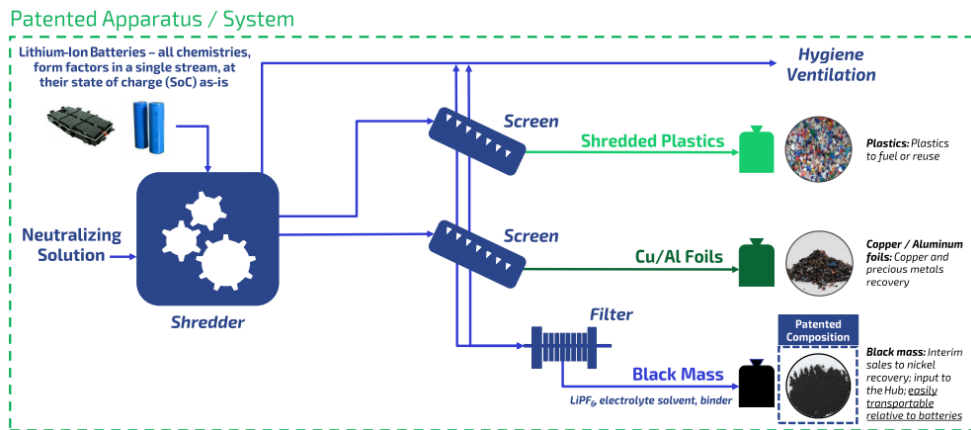 Patented Apparatus / System
Lithium-Ion Batteries – all chemistries,
form factors in a single stream, at
their state of charge (SoC) as-is
Hygiene
Ventilation
Screen
Shredded Plastics
Plastics: Plastics
to fuel or reuse
Neutralizing
Solution
Shredder
Screen
Cu/Al Foils
Copper / Aluminum
foils: Copper and
precious metals
recovery
Filter
Black Mass
LiPF₆, electrolyte solvent, binder
Patented
Composition
Black mass: Interim
sales to nickel
recovery; input to
the Hub; easily
transportable
relative to batteries